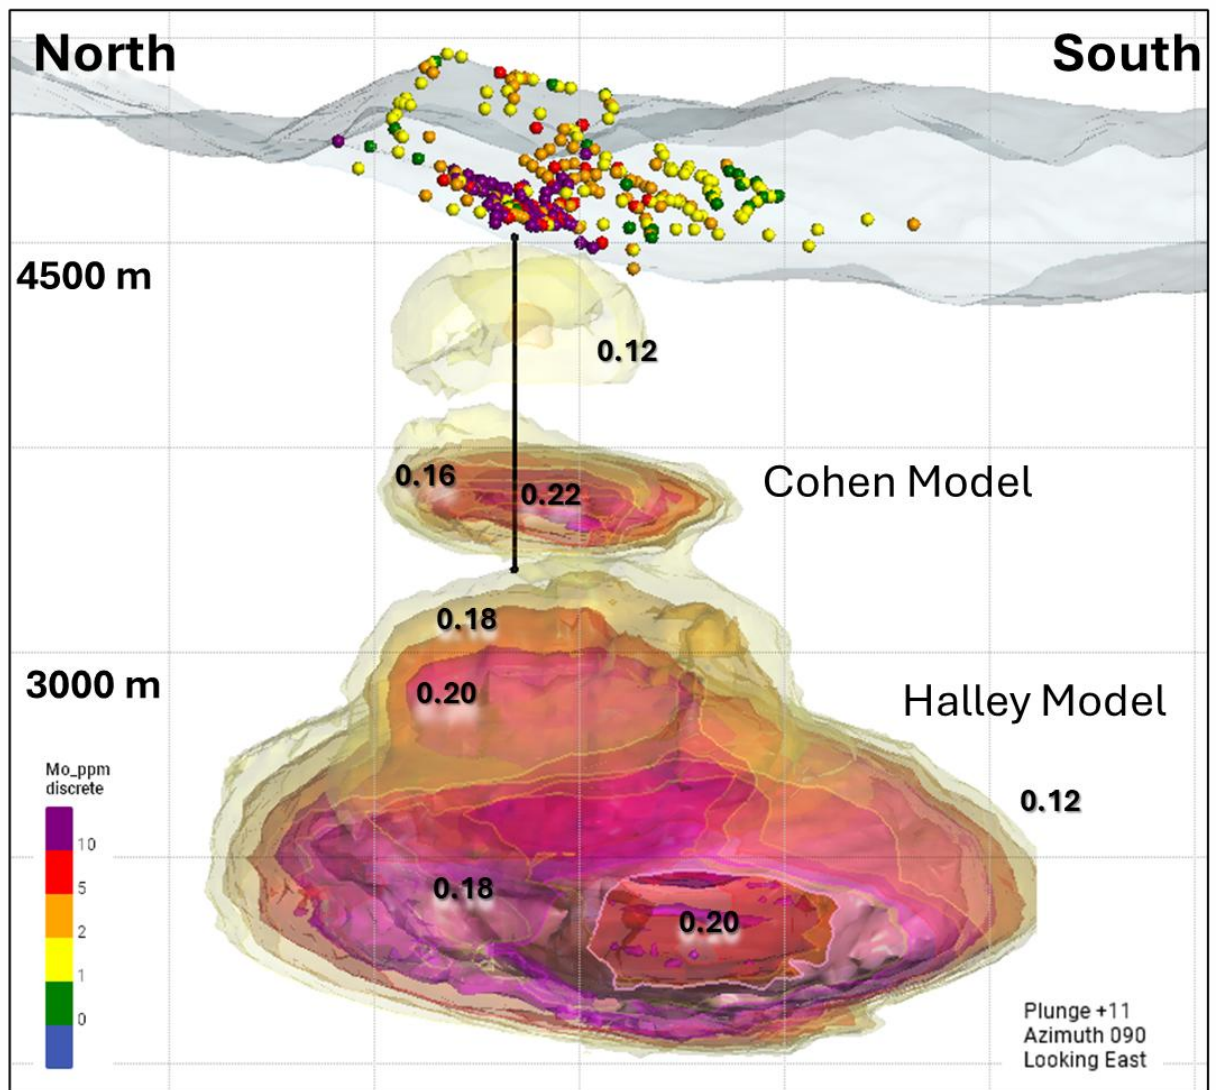 North
South
4500 m
0.12
0.16
0.22
Cohen Model
0.18
3000 m
0.20
Halley Model
Mo_ppm
discrete
0.12
10
5
2
1
0
0.18
0.20
Plunge +11
Azimuth 090
Looking East